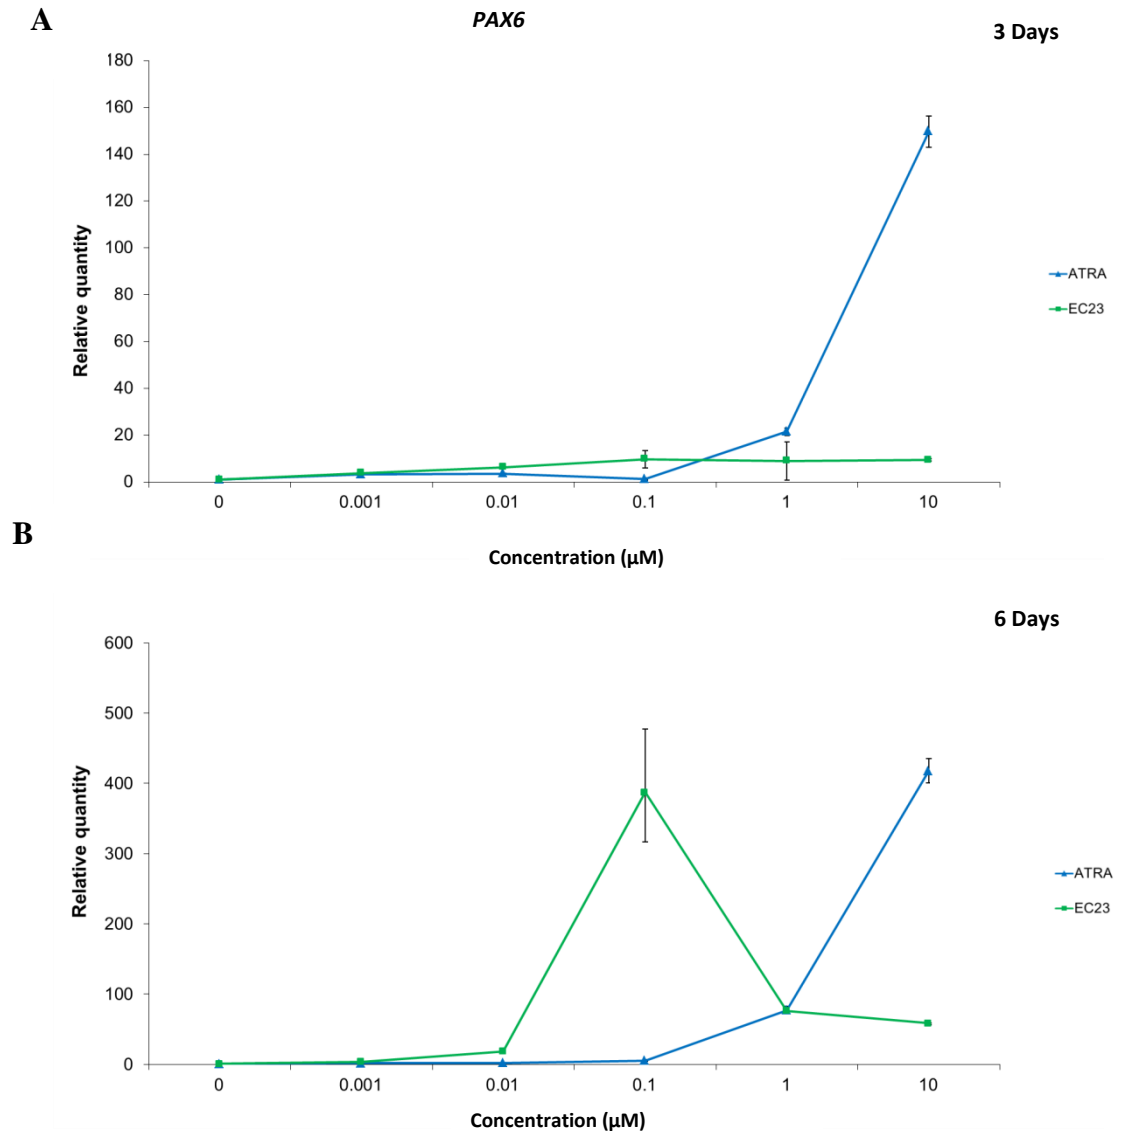 A
PAX6
3 Days
180
160
140
120
100
80
60
40
20
0
Relative quantity
0 0.001 0.01 0.1 1 10
Concentration (µM)
ATRA
EC23
B
6 Days
600
500
400
300
200
100
0
Relative quantity
0 0.001 0.01 0.1 1 10
Concentration (µM)
ATRA
EC23